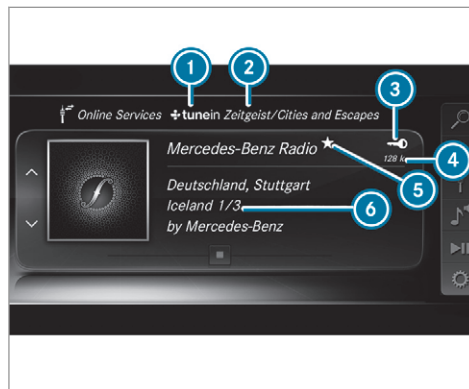 1 2 3
Online Services tunein Zeitgeist/Cities and Escapes
Mercedes-Benz Radio
128 k
4
5
Deutschland, Stuttgart
Iceland 1/3
6
by Mercedes-Benz